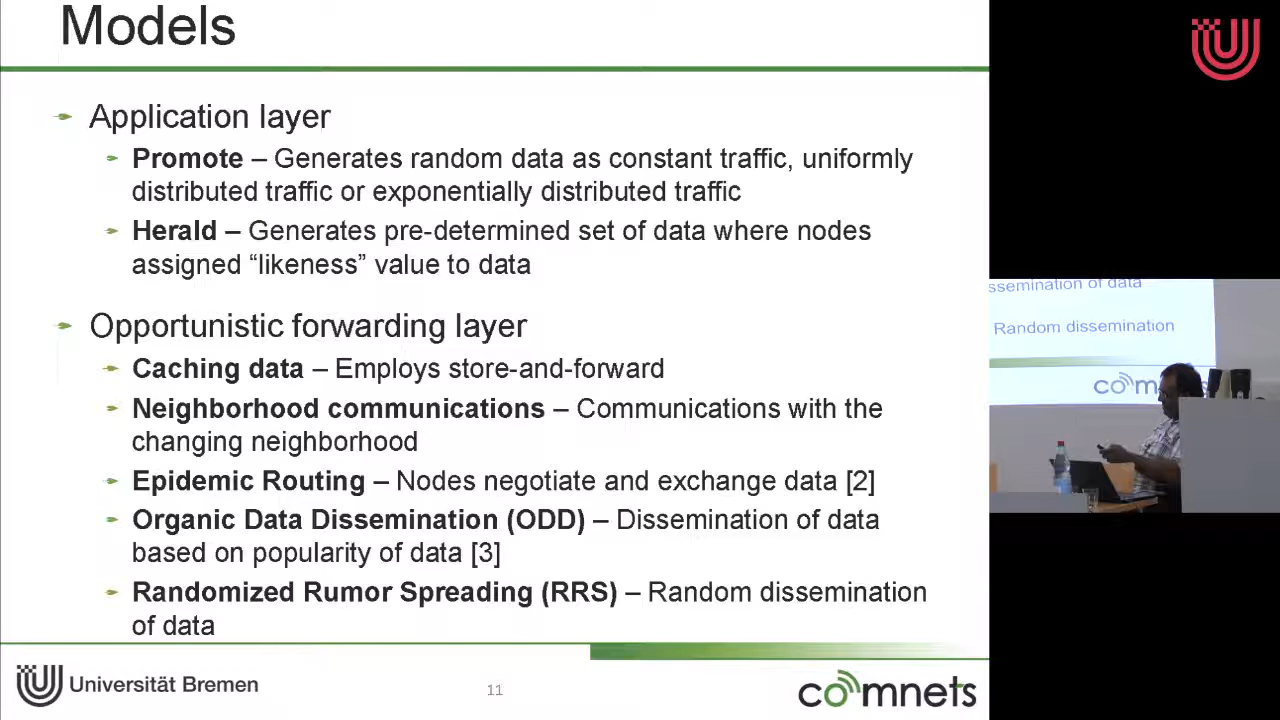 Models
Application layer
Promote – Generates random data as constant traffic, uniformly
distributed traffic or exponentially distributed traffic
Herald – Generates pre-determined set of data where nodes
assigned “likeness” value to data
Opportunistic forwarding layer
Caching data – Employs store-and-forward
Neighborhood communications – Communications with the
changing neighborhood
Epidemic Routing – Nodes negotiate and exchange data [2]
Organic Data Dissemination (ODD) – Dissemination of data
based on popularity of data [3]
Randomized Rumor Spreading (RRS) – Random dissemination
of data
Universität Bremen
11
comnets
ssemination of data
Random dissemination
com